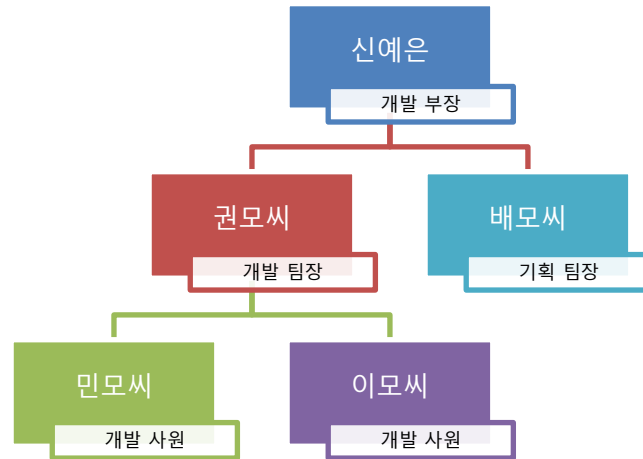 신예은
개발 부장
권모씨
개발 팀장
배모씨
기획 팀장
민모씨
개발 사원
이모씨
개발 사원